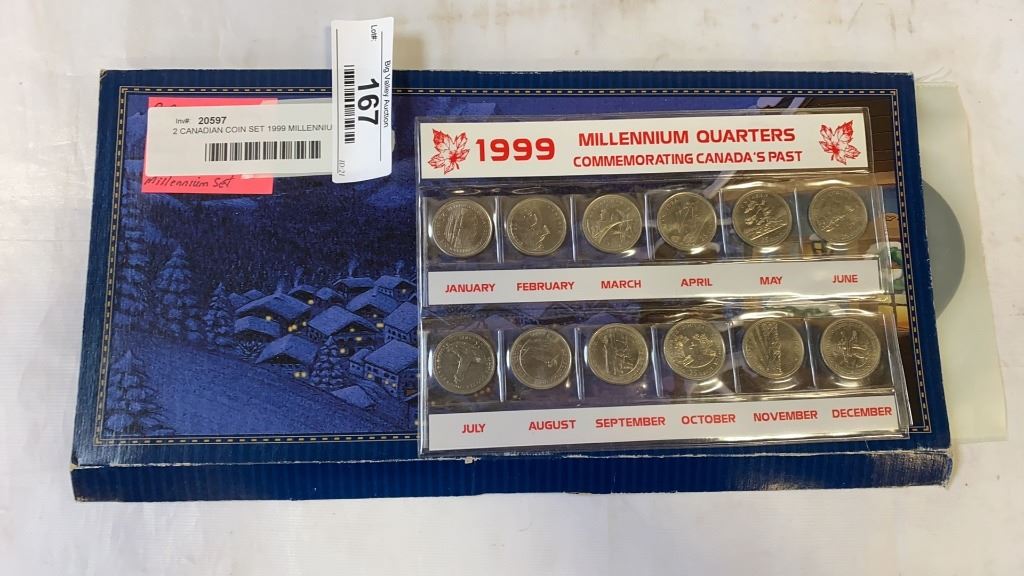 Inv#: 20597
2 CANADIAN COIN SET 1999 MILLENNIU
Millennium Set
Lot#:
167
Big Valley Auction
1999 MILLENNIUM QUARTERS
COMMEMORATING CANADA'S PAST
JANUARY FEBRUARY MARCH APRIL MAY JUNE
JULY AUGUST SEPTEMBER OCTOBER NOVEMBER DECEMBER